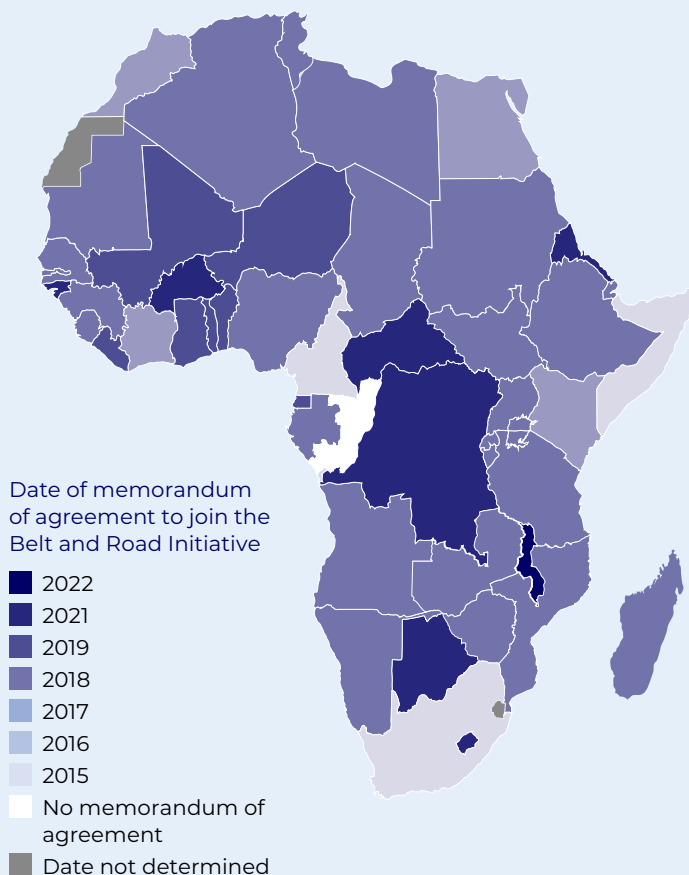 Date of memorandum
of agreement to join the
Belt and Road Initiative
2022
2021
2019
2018
2017
2016
2015
No memorandum of
agreement
Date not determined